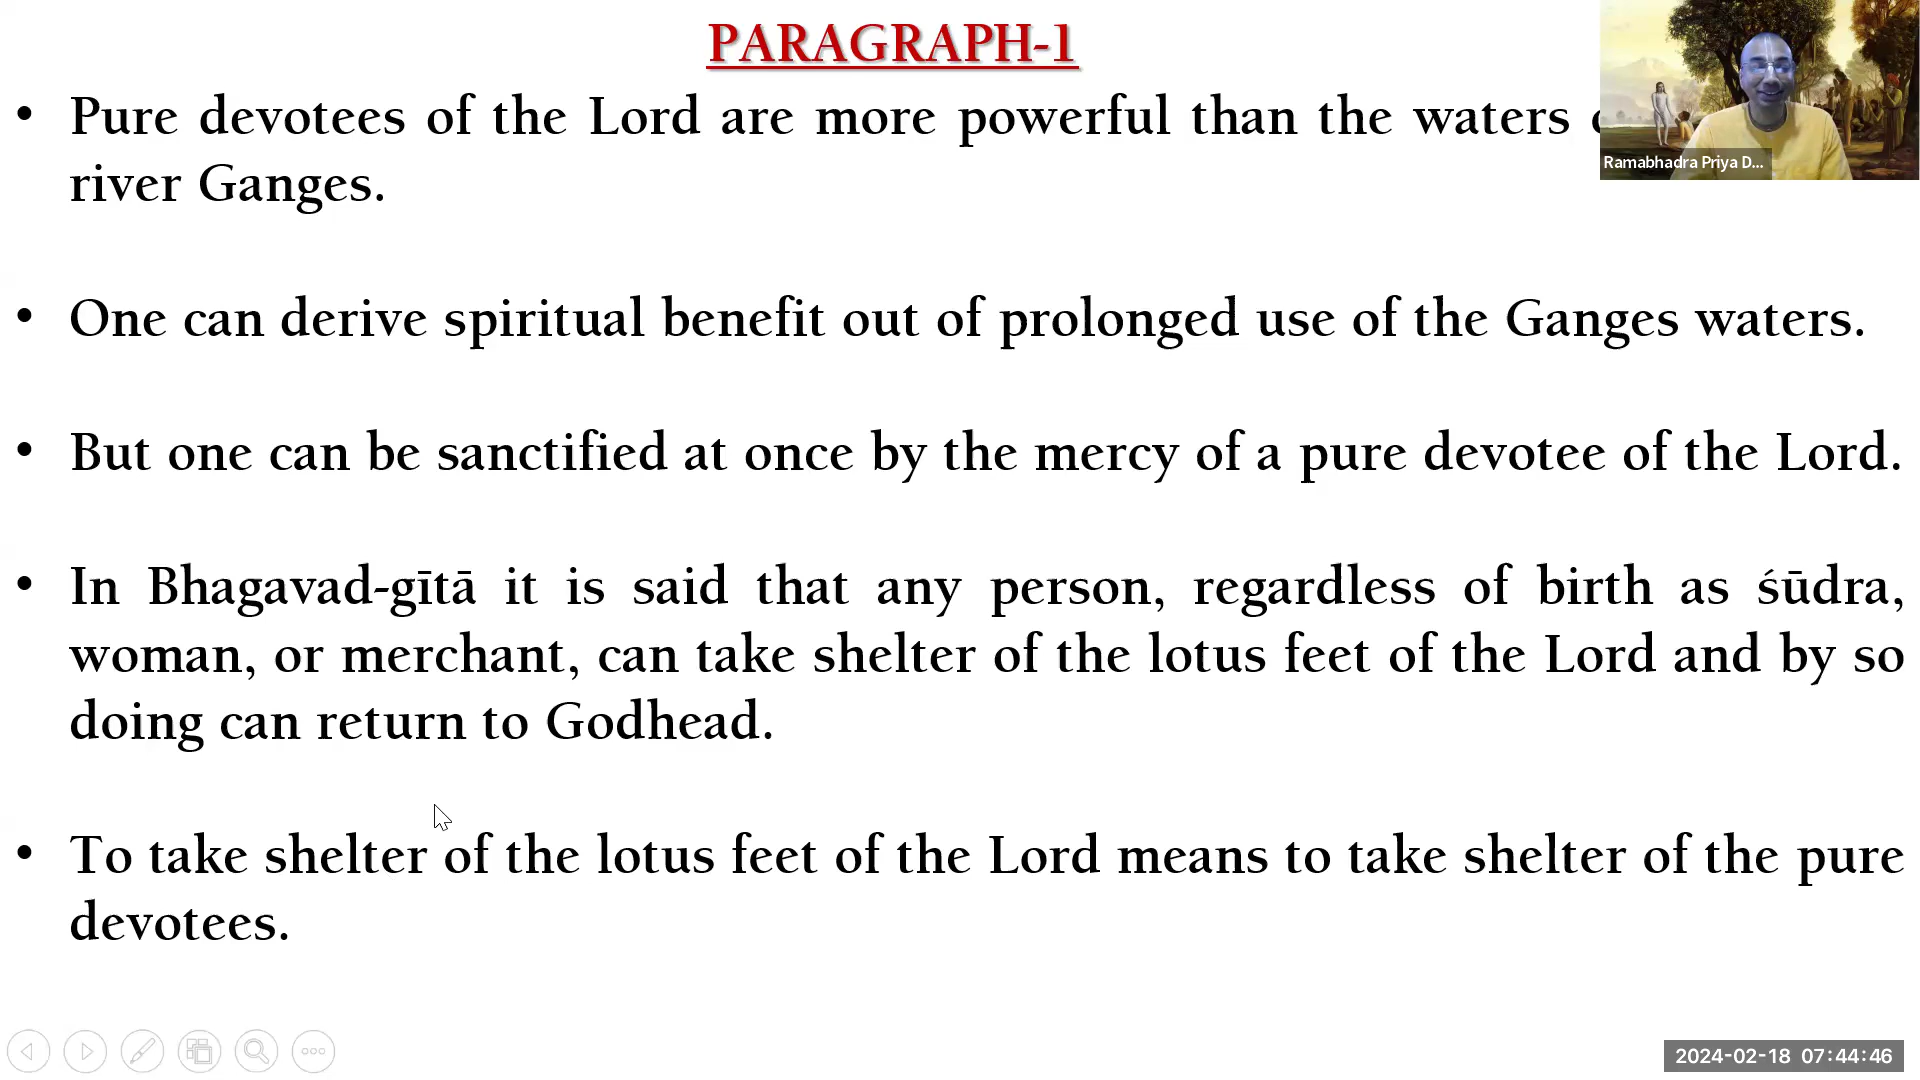 PARAGRAPH-1
• Pure devotees of the Lord are more powerful than the waters
river Ganges.
• One can derive spiritual benefit out of prolonged use of the Ganges waters.
• But one can be sanctified at once by the mercy of a pure devotee of the Lord.
• In Bhagavad-gītā it is said that any person, regardless of birth as śūdra,
woman, or merchant, can take shelter of the lotus feet of the Lord and by so
doing can return to Godhead.
• To take shelter of the lotus feet of the Lord means to take shelter of the pure
devotees.
Ramabhadra Priya D...
2024-02-18 07:44:46